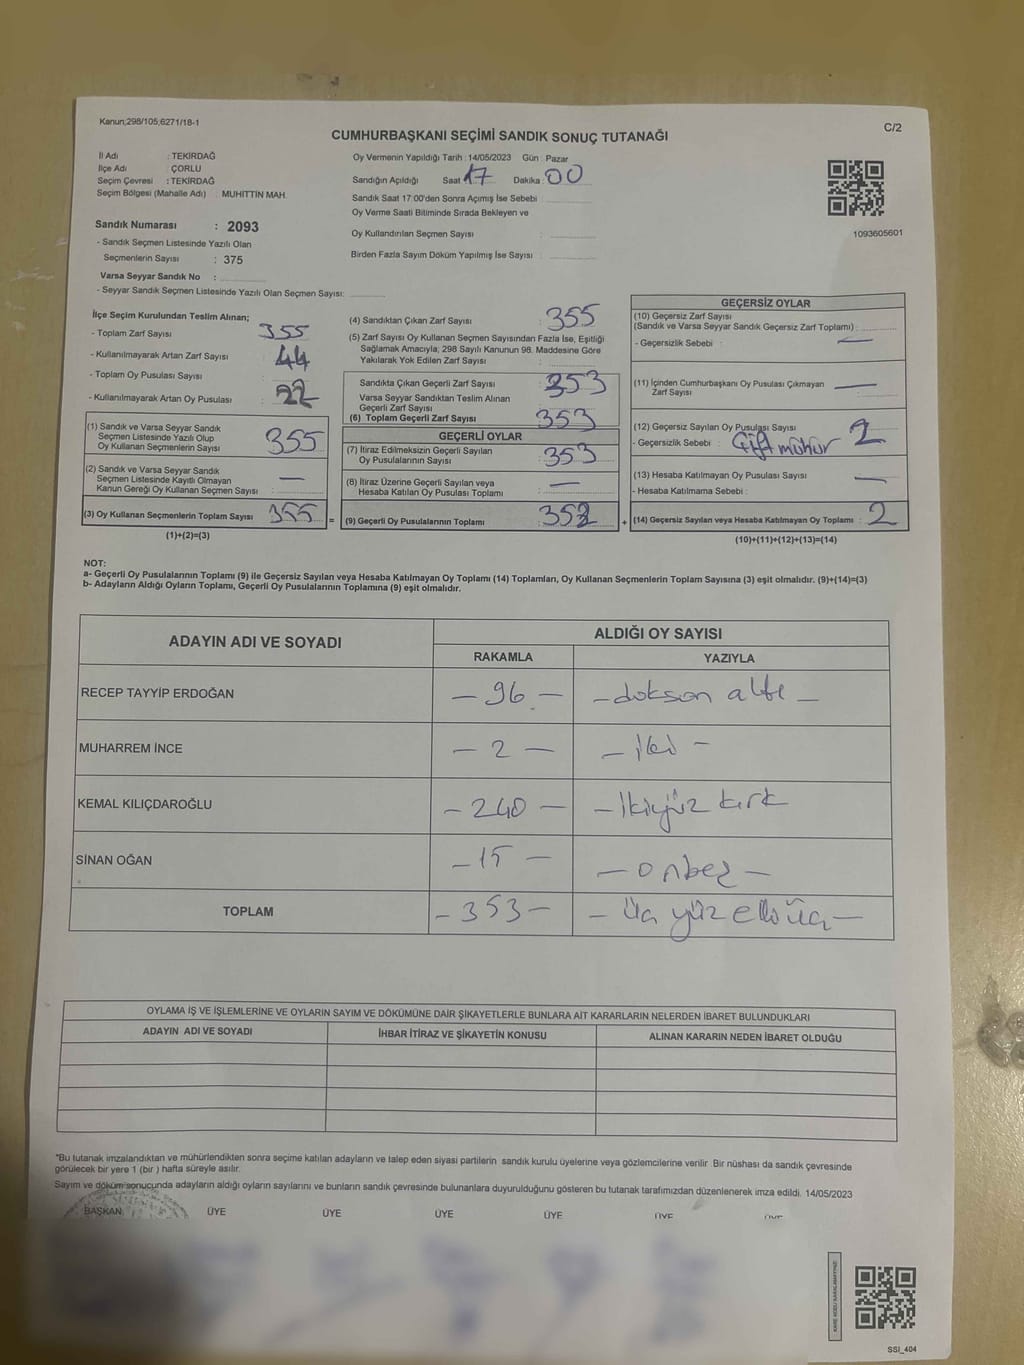 Kanun;298/105;6271/18-1
C/2
CUMHURBAŞKANI SEÇİMİ SANDIK SONUÇ TUTANAĞI
İl Adı : TEKİRDAĞ
İlçe Adı : ÇORLU
Seçim Çevresi : TEKİRDAĞ
Seçim Bölgesi (Mahalle Adı) : MUHİTTİN MAH.
Sandık Numarası : 2093
- Sandık Seçmen Listesinde Yazılı Olan
Seçmenlerin Sayısı : 375
Varsa Seyyar Sandık No :
- Seyyar Sandık Seçmen Listesinde Yazılı Olan Seçmen Sayısı:
Oy Vermenin Yapıldığı Tarih : 14/05/2023 Gün : Pazar
Sandığın Açıldığı Saat 17 Dakika : 00
Sandık Saat 17:00'den Sonra Açımış İse Sebebi :
Oy Verme Saati Bitiminde Sırada Bekleyen ve
Oy Kullandırılan Seçmen Sayısı :
Birden Fazla Sayım Döküm Yapılmış İse Sayısı :
1093605601
İlçe Seçim Kurulundan Teslim Alınan;
- Toplam Zarf Sayısı : 355
- Kullanılmayarak Artan Zarf Sayısı : 44
- Toplam Oy Pusulası Sayısı :
- Kullanılmayarak Artan Oy Pusulası : 22
(1) Sandık ve Varsa Seyyar Sandık
Seçmen Listesinde Yazılı Olup
Oy Kullanan Seçmenlerin Sayısı : 355
(2) Sandık ve Varsa Seyyar Sandık
Seçmen Listesinde Kayıtlı Olmayan
Kanun Gereği Oy Kullanan Seçmen Sayısı : —
(3) Oy Kullanan Seçmenlerin Toplam Sayısı : 355
(1)+(2)=(3)
(4) Sandıktan Çıkan Zarf Sayısı : 355
(5) Zarf Sayısı Oy Kullanan Seçmen Sayısından Fazla İse, Eşitliği
Sağlamak Amacıyla, 298 Sayılı Kanunun 98. Maddesine Göre
Yakılarak Yok Edilen Zarf Sayısı :
Sandıkta Çıkan Geçerli Zarf Sayısı : 353
Varsa Seyyar Sandıktan Teslim Alınan
Geçerli Zarf Sayısı :
(6) Toplam Geçerli Zarf Sayısı : 353
GEÇERLİ OYLAR
(7) İtiraz Edilmeksizin Geçerli Sayılan
Oy Pusulalarının Sayısı : 353
(8) İtiraz Üzerine Geçerli Sayılan veya
Hesaba Katılan Oy Pusulası Toplamı : —
= (9) Geçerli Oy Pusulalarının Toplamı : 353
GEÇERSİZ OYLAR
(10) Geçersiz Zarf Sayısı
(Sandık ve Varsa Seyyar Sandık Geçersiz Zarf Toplamı) :
- Geçersizlik Sebebi : —
(11) İçinden Cumhurbaşkanı Oy Pusulası Çıkmayan —
Zarf Sayısı :
(12) Geçersiz Sayılan Oy Pusulası Sayısı 2
- Geçersizlik Sebebi : Çift mühür
(13) Hesaba Katılmayan Oy Pusulası Sayısı : —
- Hesaba Katılmama Sebebi :
+ (14) Geçersiz Sayılan veya Hesaba Katılmayan Oy Toplamı : 2
(10)+(11)+(12)+(13)=(14)
NOT:
a- Geçerli Oy Pusulalarının Toplamı (9) ile Geçersiz Sayılan veya Hesaba Katılmayan Oy Toplamı (14) Toplamları, Oy Kullanan Seçmenlerin Toplam Sayısına (3) eşit olmalıdır. (9)+(14)=(3)
b- Adayların Aldığı Oyların Toplamı, Geçerli Oy Pusulalarının Toplamına (9) eşit olmalıdır.
ADAYIN ADI VE SOYADI ALDIĞI OY SAYISI
RAKAMLA YAZIYLA
RECEP TAYYİP ERDOĞAN — 96 — — doksan altı —
MUHARREM İNCE — 2 — — iki —
KEMAL KILIÇDAROĞLU — 240 — — ikiyüz kırk
SİNAN OĞAN — 15 — — onbeş —
TOPLAM — 353 — — üç yüz elli üç —
OYLAMA İŞ VE İŞLEMLERİNE VE OYLARIN SAYIM VE DÖKÜMÜNE DAİR ŞİKAYETLERLE BUNLARA AİT KARARLARIN NELERDEN İBARET BULUNDUKLARI
ADAYIN ADI VE SOYADI İHBAR İTİRAZ VE ŞİKAYETİN KONUSU ALINAN KARARIN NEDEN İBARET OLDUĞU
*Bu tutanak imzalandıktan ve mühürlendikten sonra seçime katılan adayların ve talep eden siyasi partilerin sandık kurulu üyelerine veya gözlemcilerine verilir. Bir nüshası da sandık çevresinde
görülecek bir yere 1 (bir ) hafta süreyle asılır.
Sayım ve döküm sonucunda adayların aldığı oyların sayılarını ve bunların sandık çevresinde bulunanlara duyurulduğunu gösteren bu tutanak tarafımızdan düzenlenerek imza edildi. 14/05/2023
BAŞKAN ÜYE ÜYE ÜYE ÜYE ÜYE ÜYE
SSI_404